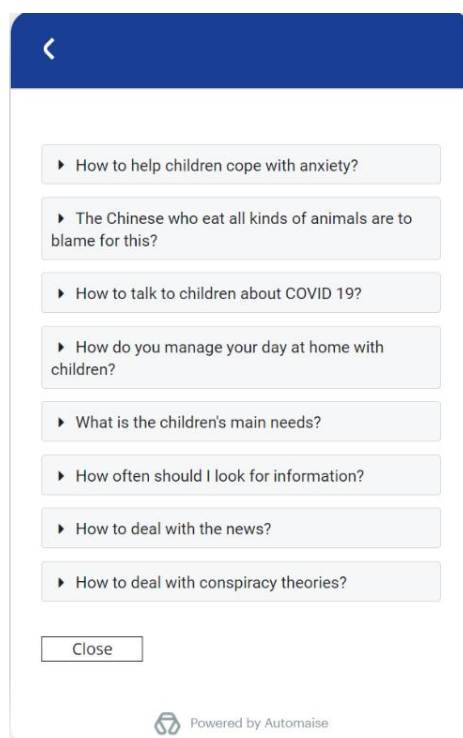 How to help children cope with anxiety?
The Chinese who eat all kinds of animals are to
blame for this?
How to talk to children about COVID 19?
How do you manage your day at home with
children?
What is the children's main needs?
How often should I look for information?
How to deal with the news?
How to deal with conspiracy theories?
Close
Powered by Automaise